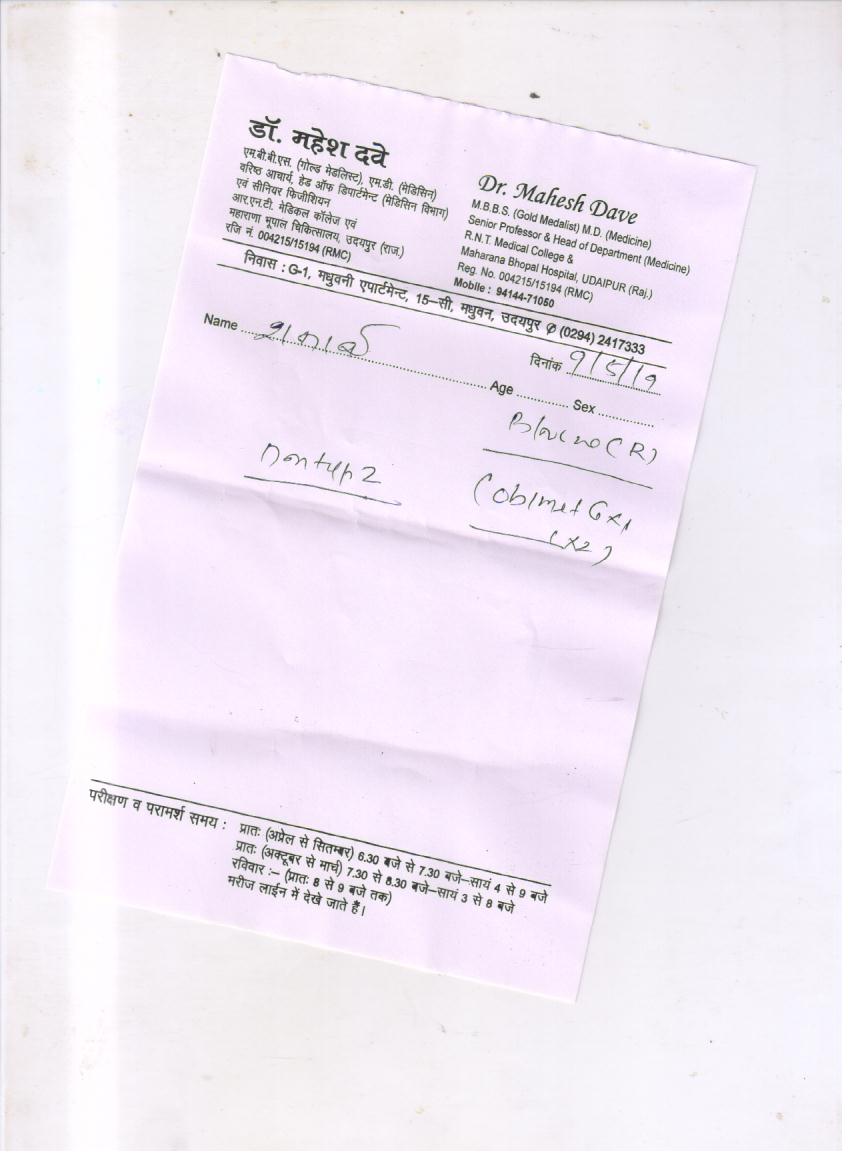 डॉ. महेश दवे
एम.बी.बी.एस. (गोल्ड मेडलिस्ट), एम.डी. (मेडिसिन)
वरिष्ठ आचार्य, हेड ऑफ डिपार्टमेन्ट (मेडिसिन विभाग)
एवं सीनियर फिजीशियन
आर.एन.टी. मेडिकल कॉलेज एवं
महाराणा भूपाल चिकित्सालय, उदयपुर (राज.)
रजि नं. 004215/15194 (RMC)
Dr. Mahesh Dave
M.B.B.S. (Gold Medalist) M.D. (Medicine)
Senior Professor & Head of Department (Medicine)
R.N.T. Medical College &
Maharana Bhopal Hospital, UDAIPUR (Raj.)
Reg. No. 004215/15194 (RMC)
Mobile : 94144-71050
निवास : G-1, मधुवनी एपार्टमेन्ट, 15-सी, मधुवन, उदयपुर ✆ (0294) 2417333
Name
दिनांक 9/5/19
Age Sex
परीक्षण व परामर्श समय : प्रातः (अप्रेल से सितम्बर) 6.30 बजे से 7.30 बजे-सायं 4 से 9 बजे
प्रातः (अक्टूबर से मार्च) 7.30 से 8.30 बजे-सायं 3 से 8 बजे
रविवार :- (प्रातः 8 से 9 बजे तक)
मरीज लाईन में देखे जाते हैं।